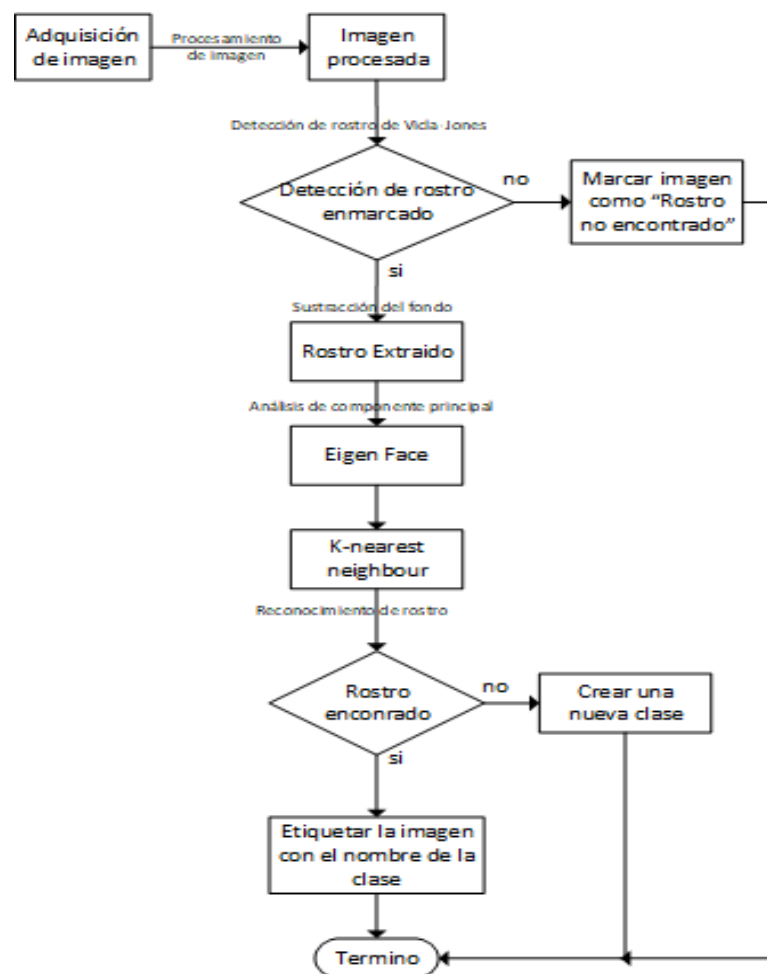 Adquisición
de imagen
Procesamiento
de imagen
Imagen
procesada
Detección de rostro de Vicla-Jones
Detección de rostro
enmarcado
no
Marcar imagen
como “Rostro
no encontrado”
si
Sustracción del fondo
Rostro Extraido
Análisis de componente principal
Eigen Face
K-nearest
neighbour
Reconocimiento de rostro
Rostro
enconrado
no
Crear una
nueva clase
si
Etiquetar la imagen
con el nombre de la
clase
Termino